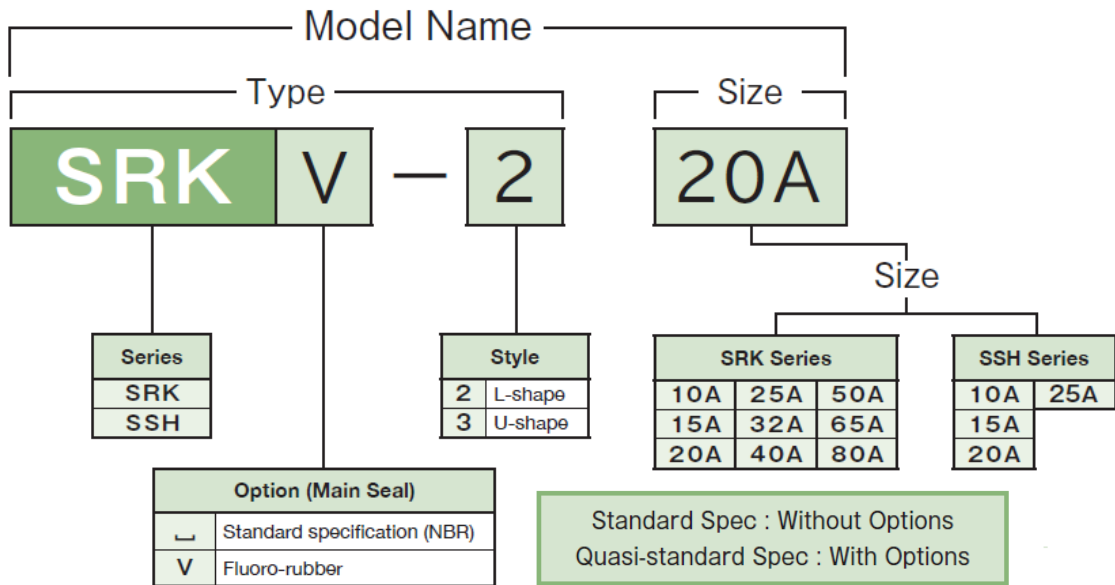 Model Name
Type
Size
SRK V — 2 20A
Size
Series
SRK
SSH
Style
2 L-shape
3 U-shape
SRK Series
10A 25A 50A
15A 32A 65A
20A 40A 80A
SSH Series
10A 25A
15A
20A
Option (Main Seal)
⎵ Standard specification (NBR)
V Fluoro-rubber
Standard Spec : Without Options
Quasi-standard Spec : With Options